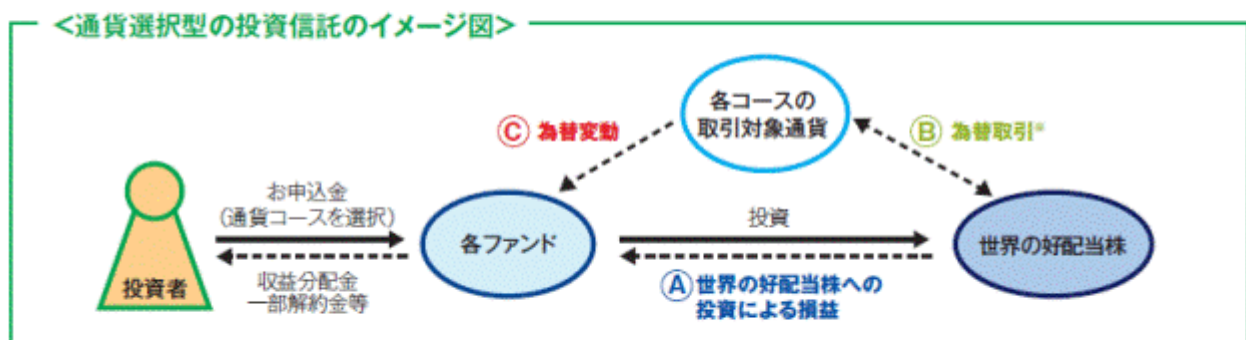 ＜通貨選択型の投資信託のイメージ図＞
各コースの
取引対象通貨
Ⓒ 為替変動
Ⓑ 為替取引※
お申込金
（通貨コースを選択）
各ファンド
投資
世界の好配当株
投資者
収益分配金
一部解約金等
Ⓐ 世界の好配当株への
投資による損益